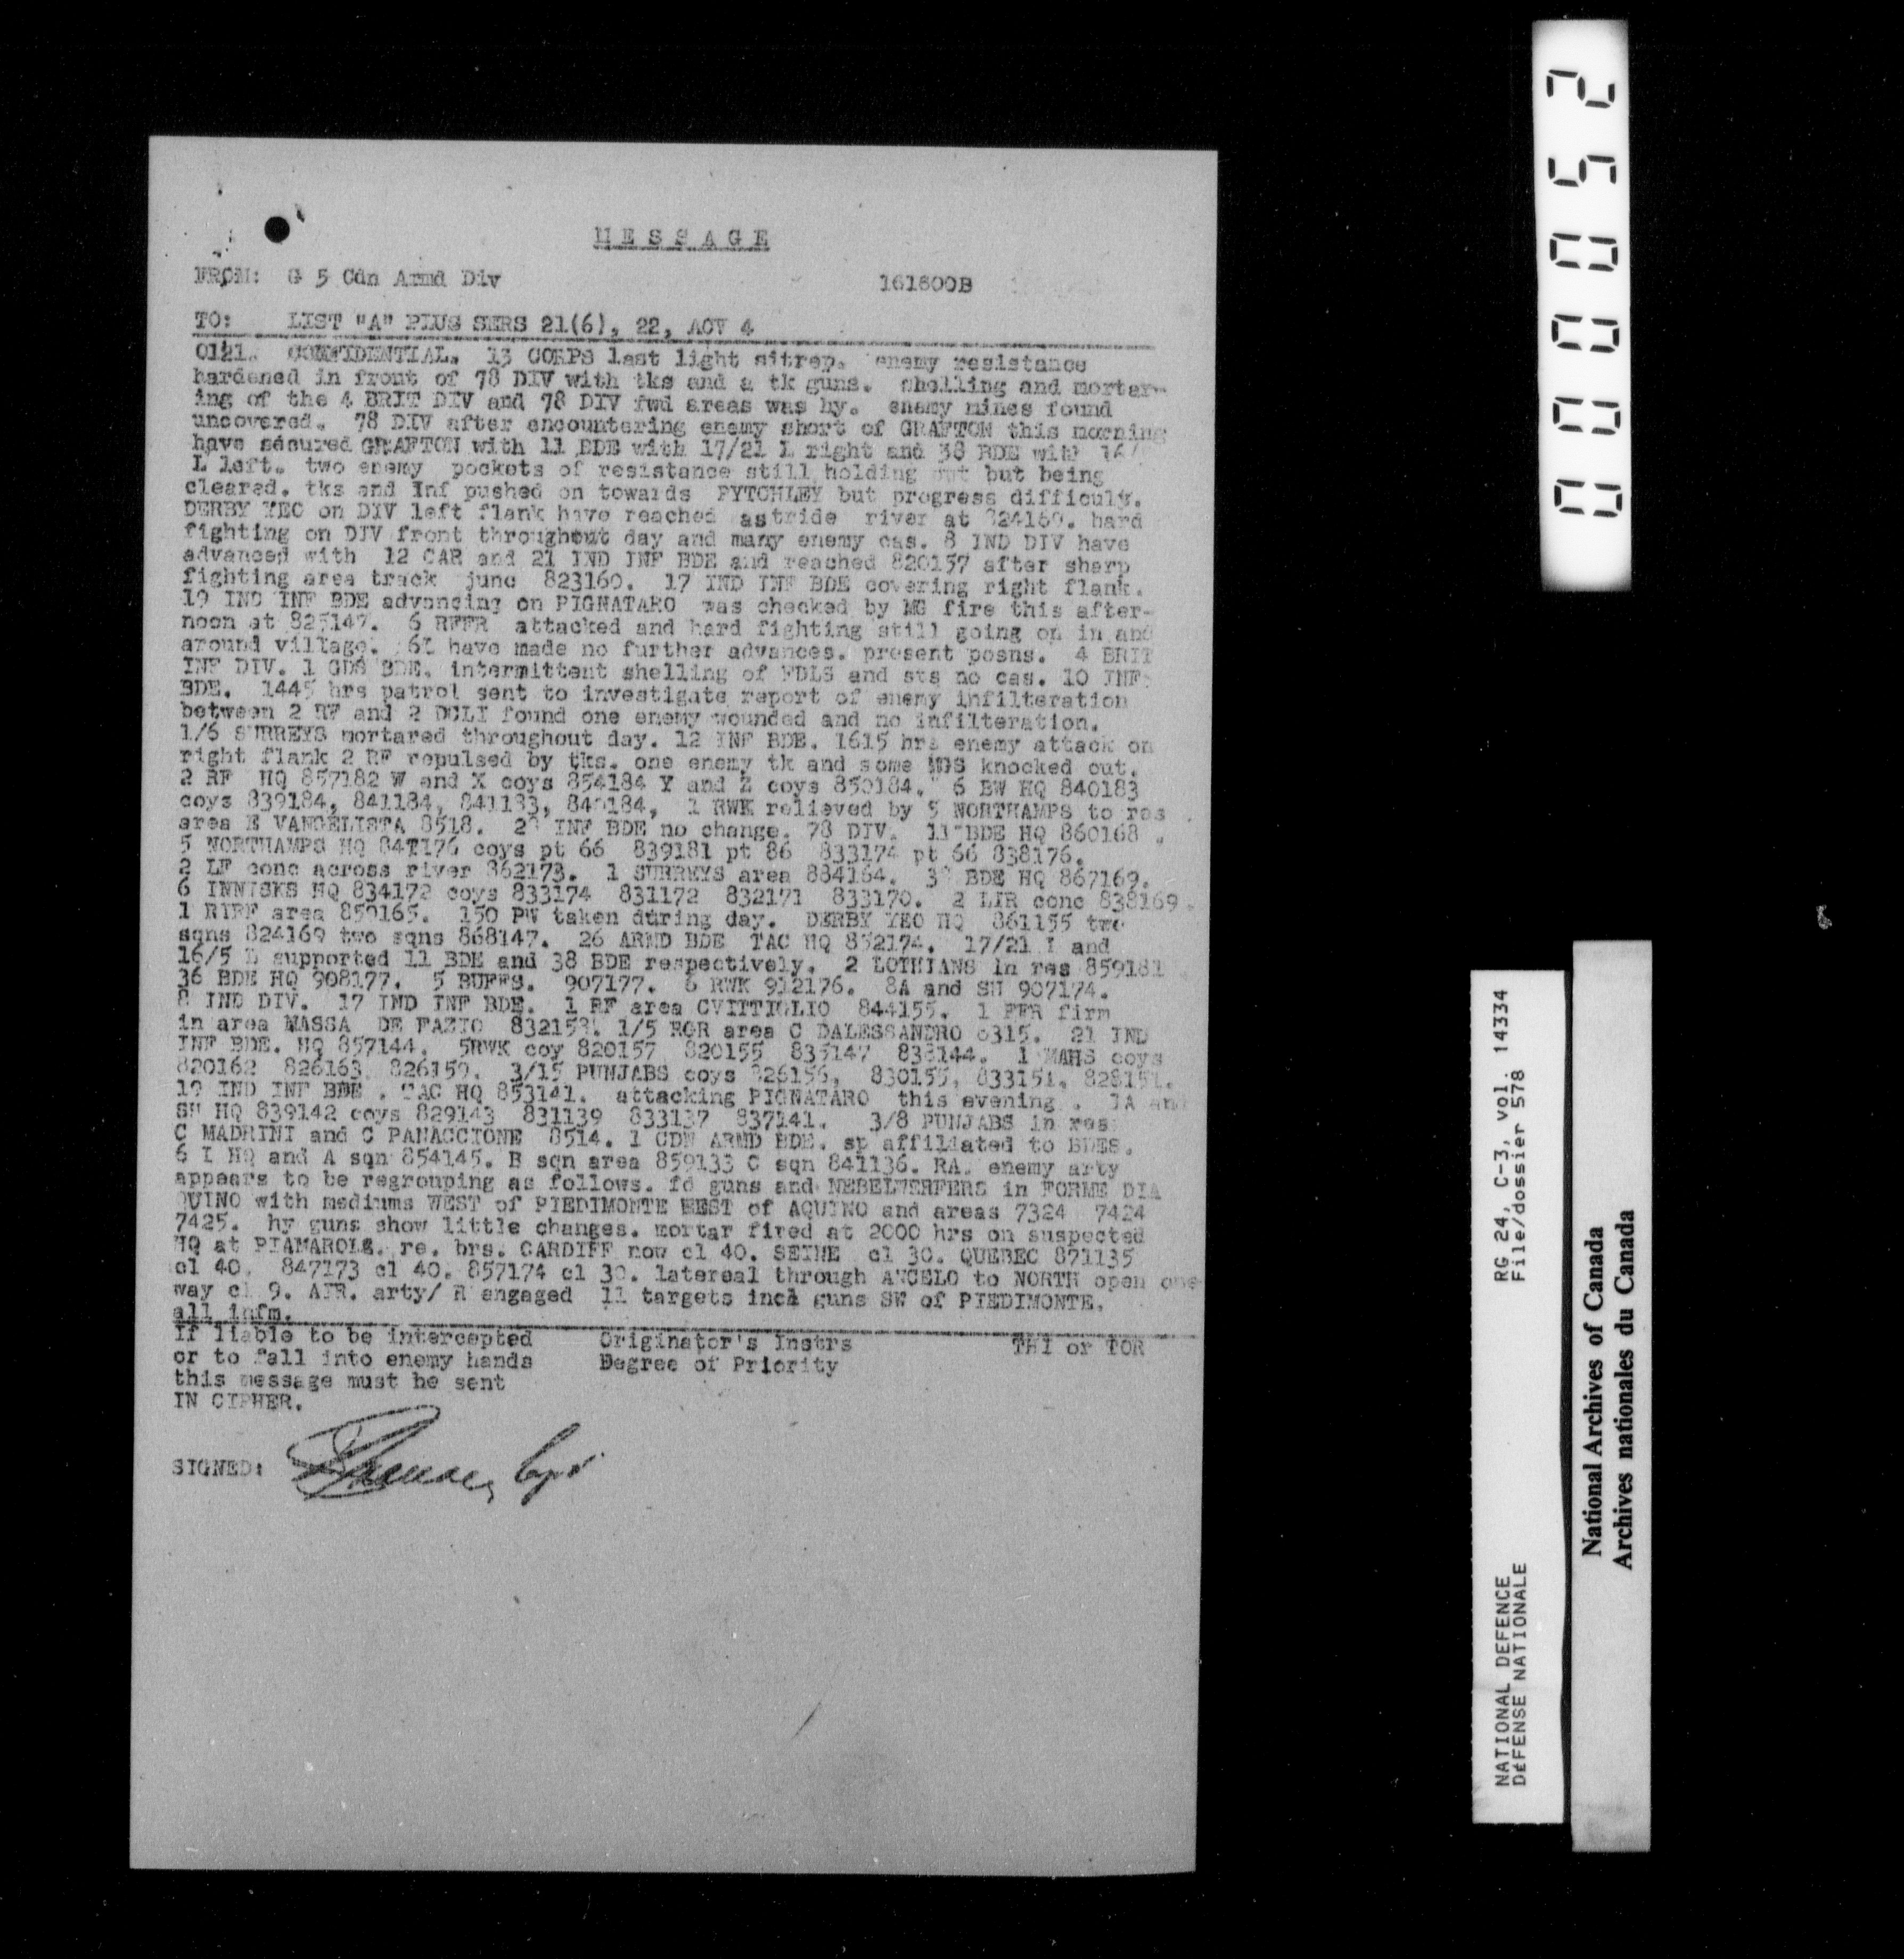 MESSAGE
FROM: G 5 Cdn Armd Div 161800B
TO: LIST "A" PLUS SERS 21(6), 22, AOV 4
0121. CONFIDENTIAL. 13 CORPS last light sitrep. enemy resistance
hardened in front of 78 DIV with tks and a tk guns. shelling and mortar-
ing of the 4 BRIT DIV and 78 DIV fwd areas was hy. enemy mines found
uncovered. 78 DIV after encountering enemy short of GRAFTON this morning
have sesured GRAFTON with 11 BDE with 17/21 L right and 38 BDE with 16/
L left. two enemy pockets of resistance still holding out but being
cleared. tks and Inf pushed on towards PYTCHLEY but progress difficult.
DERBY YEO on DIV left flank have reached astride river at 824169. hard
fighting on DIV front throughout day and many enemy cas. 8 IND DIV have
advanced with 12 CAR and 21 IND INF BDE and reached 820157 after sharp
fighting area track junc 823160. 17 IND INF BDE covering right flank.
19 IND INF BDE advancing on PIGNATARO was checked by MG fire this after-
noon at 825147. 6 RFFR attacked and hard fighting still going on in and
around village. 6L have made no further advances. present posns. 4 BRIT
INF DIV. 1 GDS BDE. intermittent shelling of FDLS and sts no cas. 10 INF
BDE. 1445 hrs patrol sent to investigate report of enemy infilteration
between 2 RF and 2 DCLI found one enemy wounded and no infilteration.
1/6 SURREYS mortared throughout day. 12 INF BDE. 1615 hrs enemy attack on
right flank 2 RF repulsed by tks. one enemy tk and some MGS knocked out.
2 RF HQ 857182 W and X coys 854184 Y and Z coys 850184. 6 BW HQ 840183
coys 839184, 841184, 841183, 840184, 1 RWK relieved by 5 NORTHAMPS to res
area E VANGELISTA 8518. 28 INF BDE no change. 78 DIV. 11 BDE HQ 860168.
5 NORTHAMPS HQ 847176 coys pt 66 839181 pt 86 833174 pt 66 838176.
2 LF conc across river 862173. 1 SURREYS area 884164. 38 BDE HQ 867169.
6 INNISKS HQ 834172 coys 833174 831172 832171 833170. 2 LIR conc 838169.
1 RIRF area 850165. 150 PW taken during day. DERBY YEO HQ 861155 two
sqns 824169 two sqns 868147. 26 ARMD BDE TAC HQ 852174. 17/21 L and
16/5 L supported 11 BDE and 38 BDE respectively. 2 LOTHIANS in res 859181
36 BDE HQ 908177. 5 BUFFS. 907177. 6 RWK 912176. 8A and SH 907174.
8 IND DIV. 17 IND INF BDE. 1 RF area CVITTIGLIO 844155. 1 FFR firm
in area MASSA DE FAZIO 832153. 1/5 RGR area C DALESSANDRO 8315. 21 IND
INF BDE. HQ 857144. 5RWK coy 820157 820155 835147 838144. 1 MAHS coys
820162 826163 826159. 3/15 PUNJABS coys 826156, 830155, 833151, 828151.
19 IND INF BDE. TAC HQ 853141. attacking PIGNATARO this evening. IA and
SH HQ 839142 coys 829143 831139 833137 837141. 3/8 PUNJABS in res
C MADRINI and C PANACCIONE 8514. 1 CDN ARMD BDE. sp affiliated to BDES.
6 L HQ and A sqn 854145. B sqn area 859133 C sqn 841136. RA. enemy arty
appears to be regrouping as follows. fd guns and NEBELWERFERS in FORME DIA
QUINO with mediums WEST of PIEDIMONTE WEST of AQUINO and areas 7324 7424
7425. hy guns show little changes. mortar fired at 2000 hrs on suspected
HQ at PIAMAROLE. re. brs. CARDIFF now cl 40. SEINE cl 30. QUEBEC 871135
cl 40. 847173 cl 40. 857174 cl 30. latereal through ANGELO to NORTH open one
way cl 9. AIR. arty/ R engaged 11 targets incl guns SW of PIEDIMONTE.
all infm.
If liable to be intercepted Originator's Instrs THI or TOR
or to fall into enemy hands Degree of Priority
this message must be sent
IN CIPHER.
SIGNED:
000052
RG 24, C-3, vol. 14334
File/dossier 578
NATIONAL DEFENCE
DÉFENSE NATIONALE
National Archives of Canada
Archives nationales du Canada